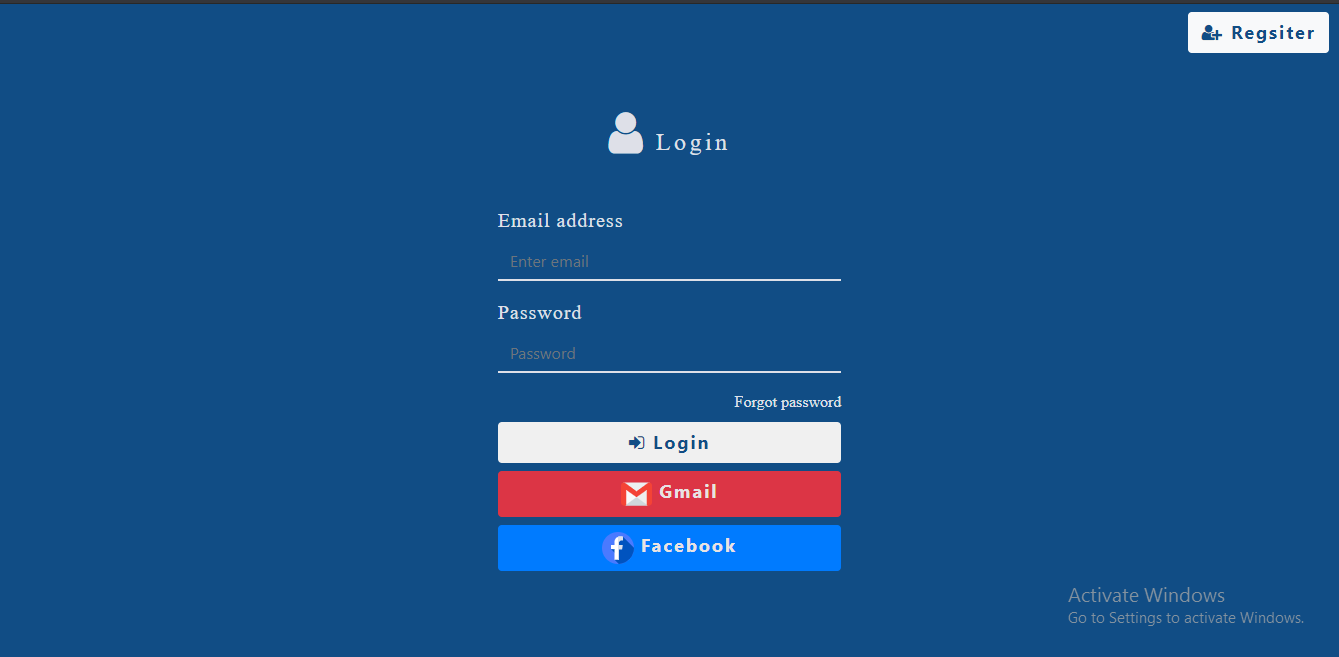 Regsiter
Login
Email address
Enter email
Password
Password
Forgot password
Login
Gmail
Facebook
Activate Windows
Go to Settings to activate Windows.